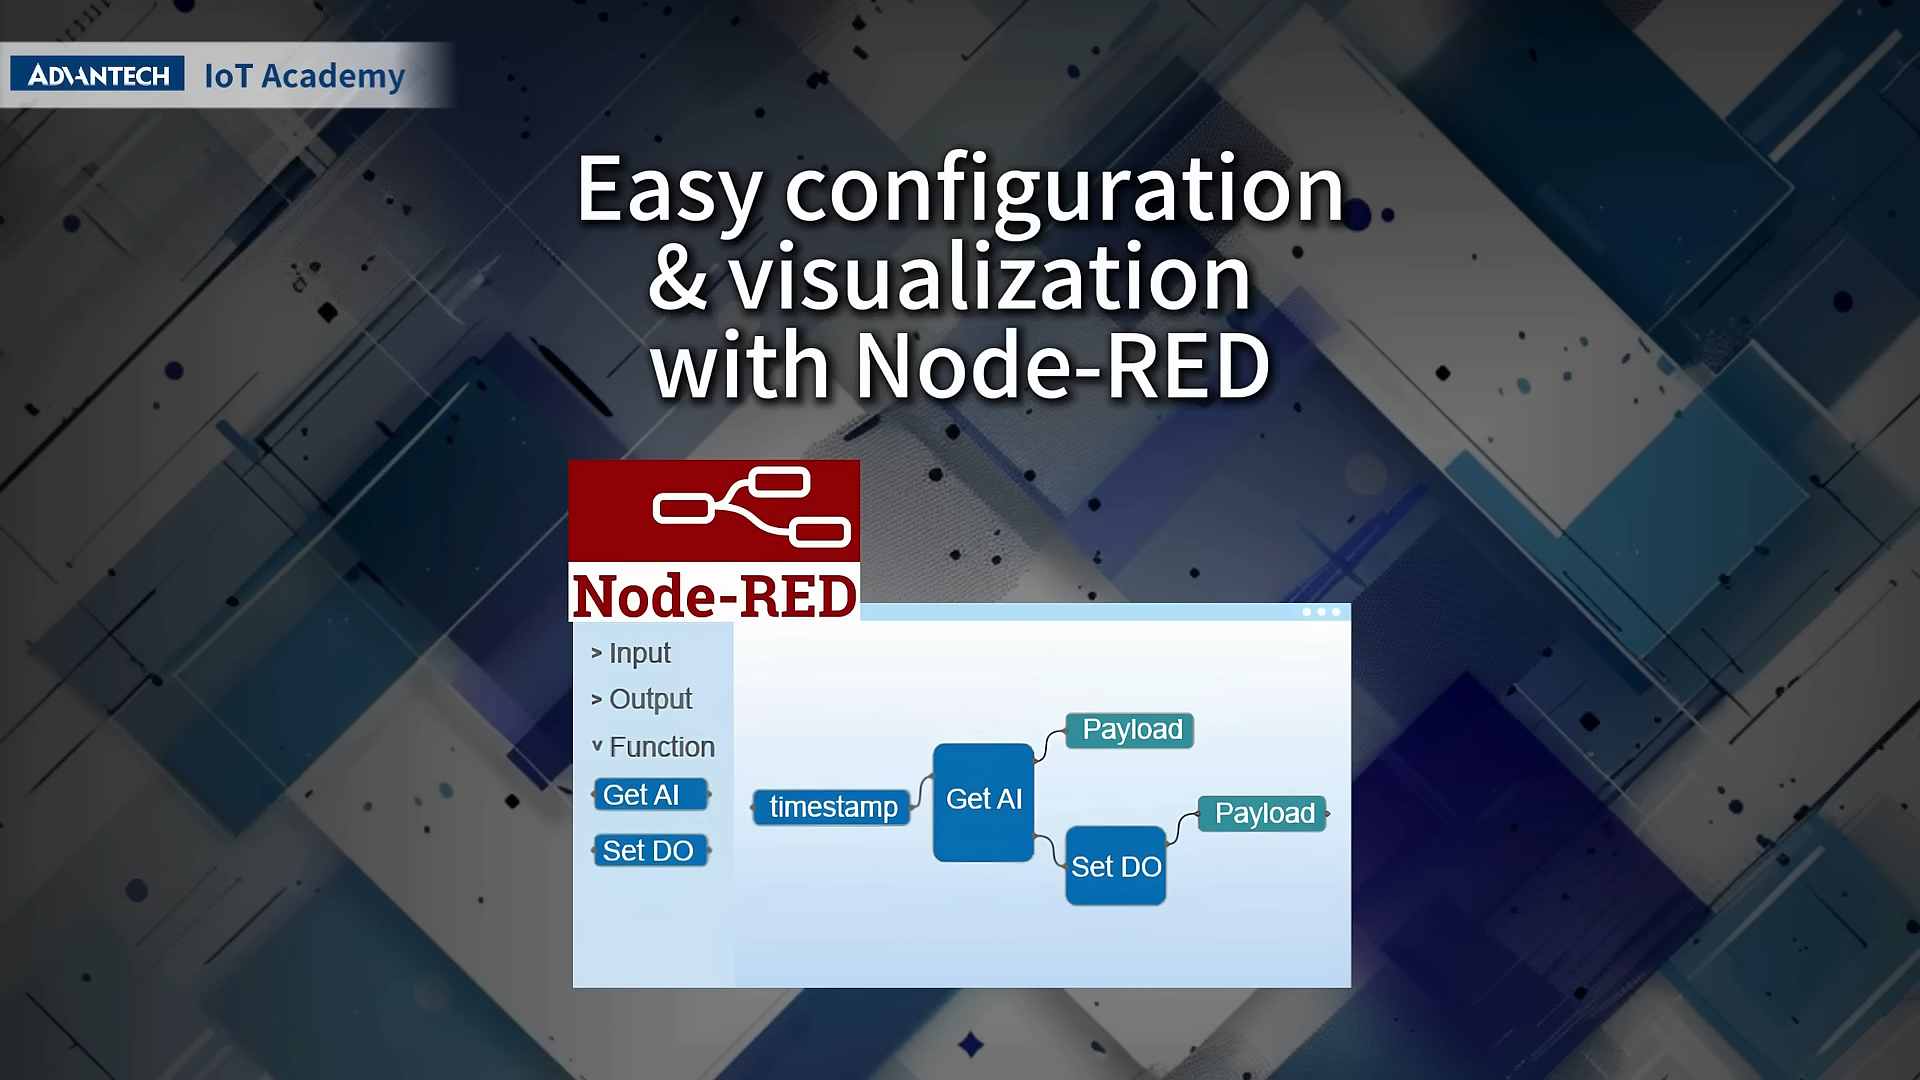 ADVANTECH IoT Academy
Easy configuration
& visualization
with Node-RED
Node-RED
> Input
> Output
v Function
Get AI
Set DO
timestamp
Get AI
Payload
Set DO
Payload